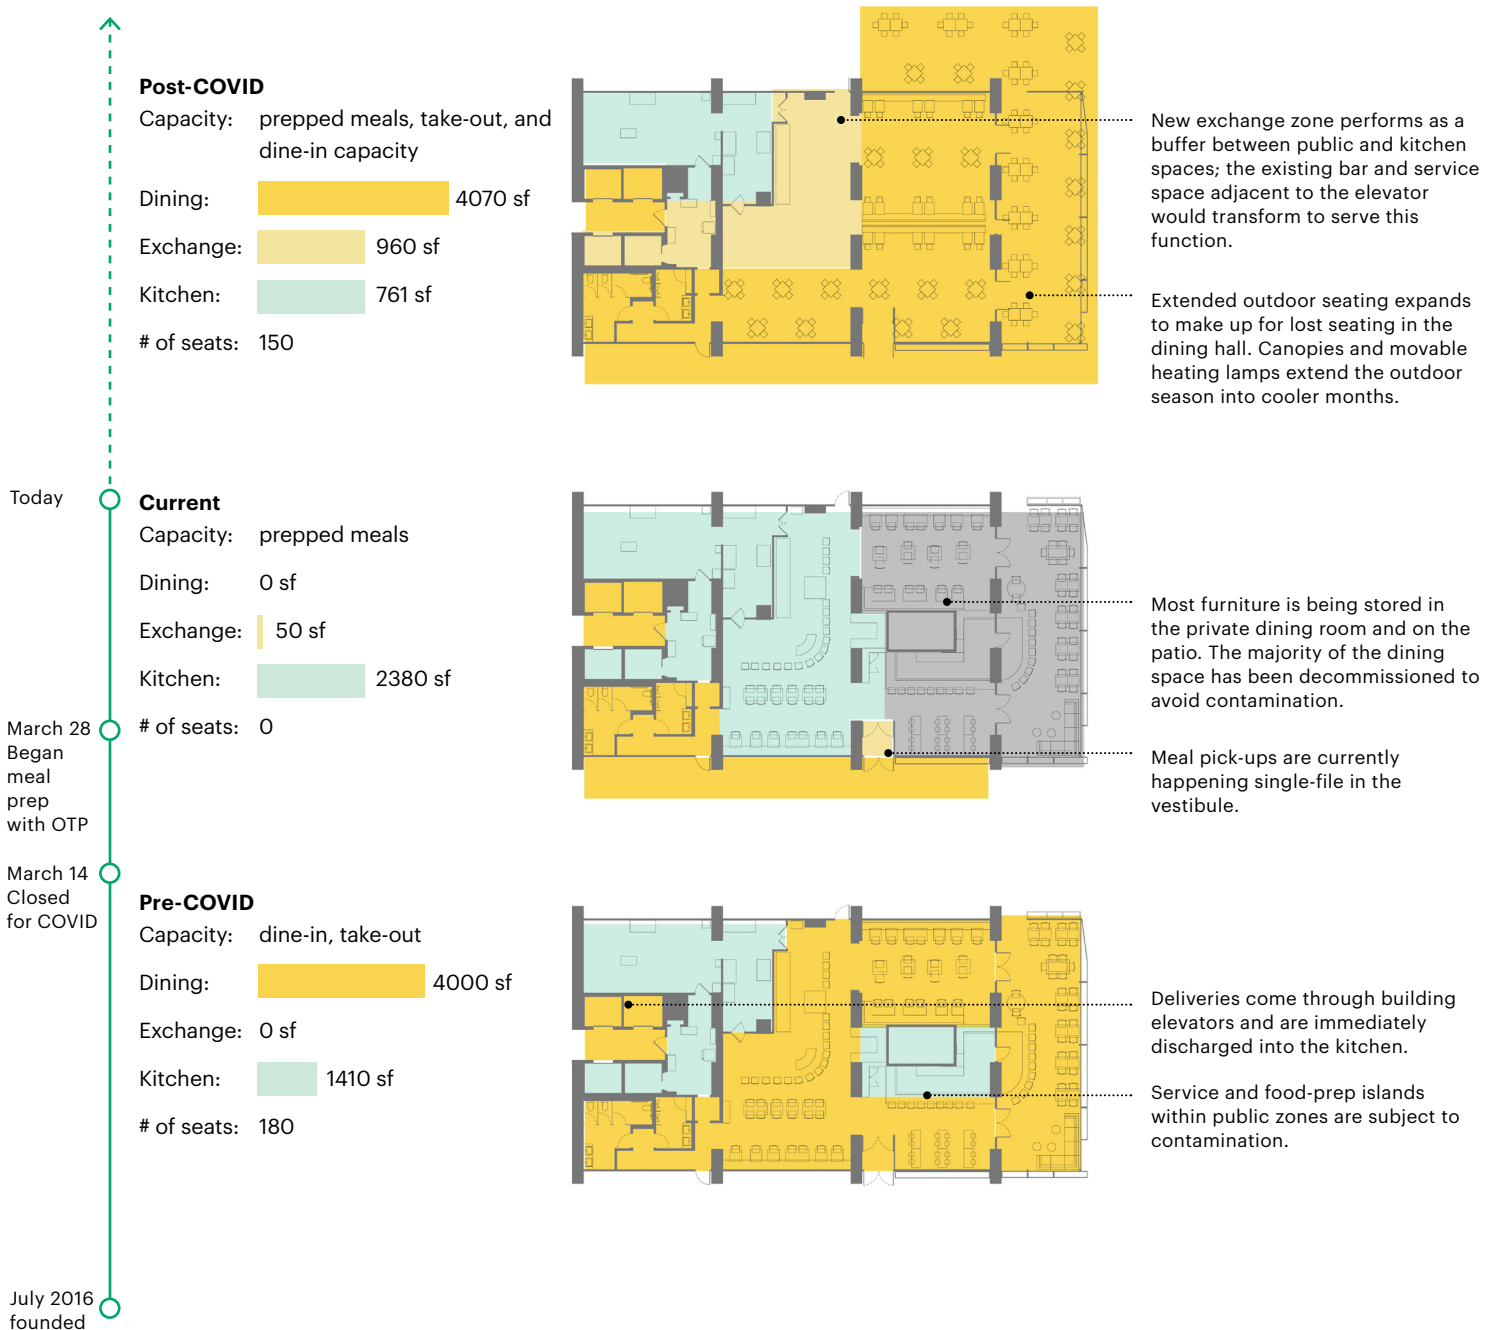 Post-COVID
Capacity: prepped meals, take-out, and
dine-in capacity
Dining: 4070 sf
Exchange: 960 sf
Kitchen: 761 sf
# of seats: 150
New exchange zone performs as a
buffer between public and kitchen
spaces; the existing bar and service
space adjacent to the elevator
would transform to serve this
function.
Extended outdoor seating expands
to make up for lost seating in the
dining hall. Canopies and movable
heating lamps extend the outdoor
season into cooler months.
Today
Current
Capacity: prepped meals
Dining: 0 sf
Exchange: 50 sf
Kitchen: 2380 sf
# of seats: 0
Most furniture is being stored in
the private dining room and on the
patio. The majority of the dining
space has been decommissioned to
avoid contamination.
Meal pick-ups are currently
happening single-file in the
vestibule.
March 28
Began
meal
prep
with OTP
March 14
Closed
for COVID
Pre-COVID
Capacity: dine-in, take-out
Dining: 4000 sf
Exchange: 0 sf
Kitchen: 1410 sf
# of seats: 180
Deliveries come through building
elevators and are immediately
discharged into the kitchen.
Service and food-prep islands
within public zones are subject to
contamination.
July 2016
founded